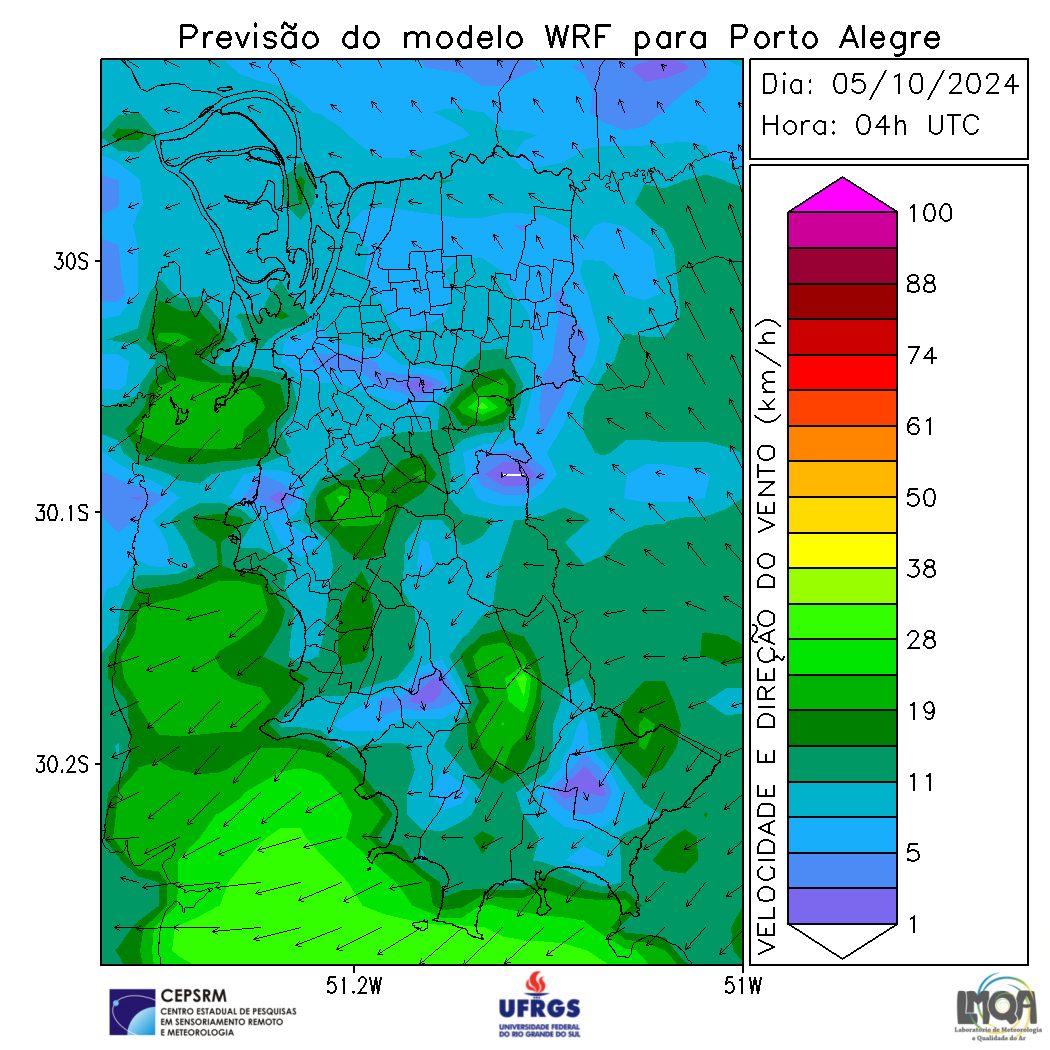 Previsão do modelo WRF para Porto Alegre
Dia: 05/10/2024
Hora: 04h UTC
30S
30.1S
30.2S
51.2W
51W
VELOCIDADE E DIREÇÃO DO VENTO (km/h)
100
88
74
61
50
38
28
19
11
5
1
CEPSRM
CENTRO ESTADUAL DE PESQUISAS
EM SENSORIAMENTO REMOTO
E METEOROLOGIA
UFRGS
UNIVERSIDADE FEDERAL
DO RIO GRANDE DO SUL
LMQA
Laboratório de Meteorologia
e Qualidade do Ar